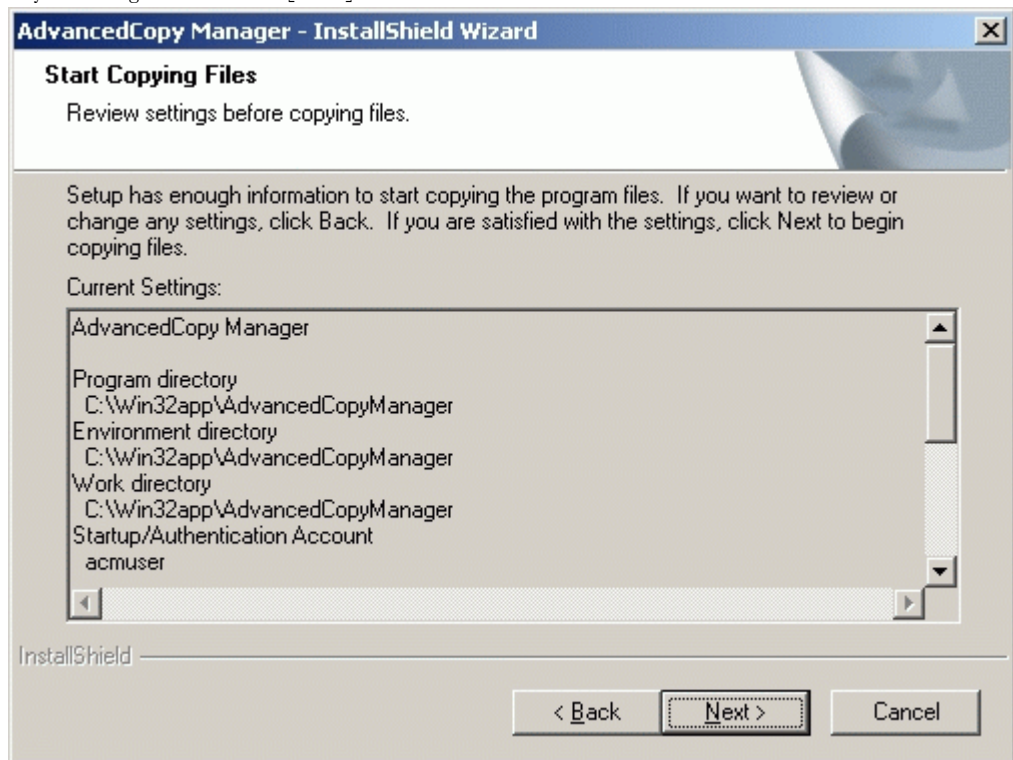 AdvancedCopy Manager - InstallShield Wizard
Start Copying Files
Review settings before copying files.
Setup has enough information to start copying the program files. If you want to review or
change any settings, click Back. If you are satisfied with the settings, click Next to begin
copying files.
Current Settings:
AdvancedCopy Manager
Program directory
C:\Win32app\AdvancedCopyManager
Environment directory
C:\Win32app\AdvancedCopyManager
Work directory
C:\Win32app\AdvancedCopyManager
Startup/Authentication Account
acmuser
InstallShield
< Back
Next >
Cancel